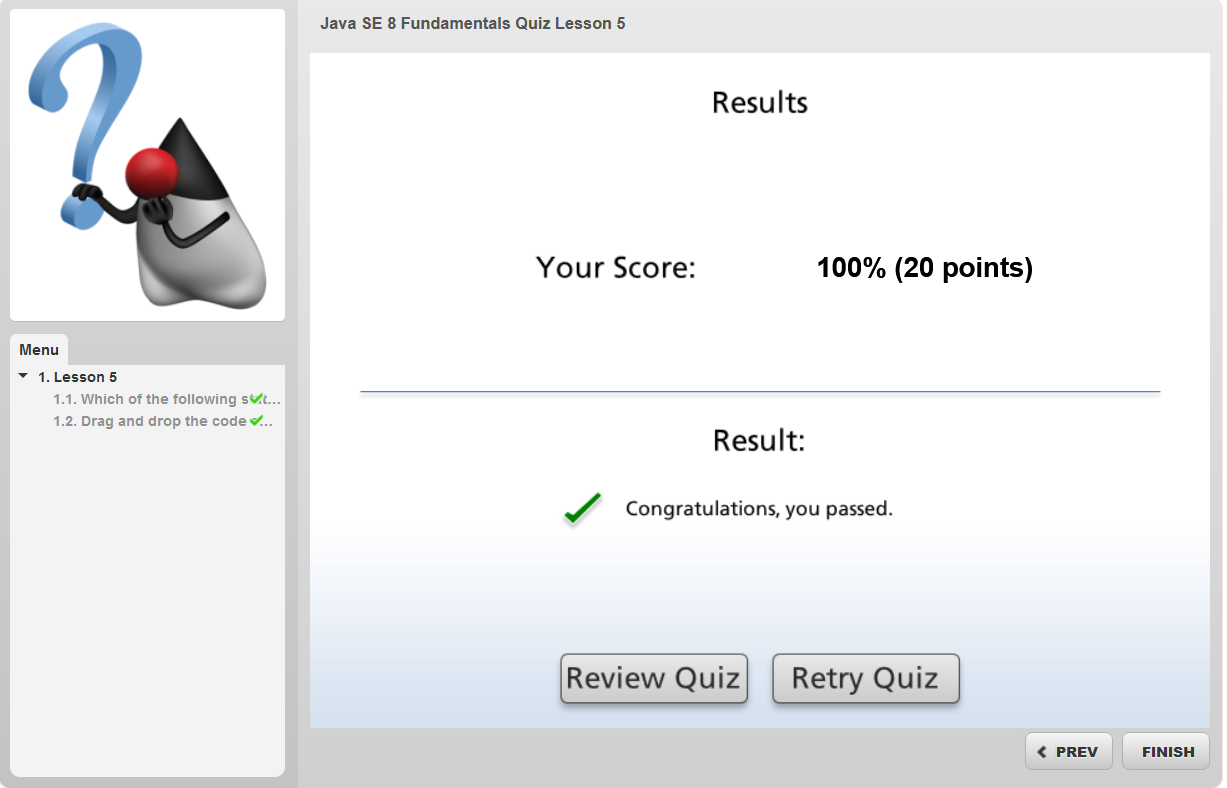 Java SE 8 Fundamentals Quiz Lesson 5
Results
Your Score: 100% (20 points)
Result:
Congratulations, you passed.
Review Quiz Retry Quiz
PREV FINISH
Menu
1. Lesson 5
1.1. Which of the following
1.2. Drag and drop the code ...